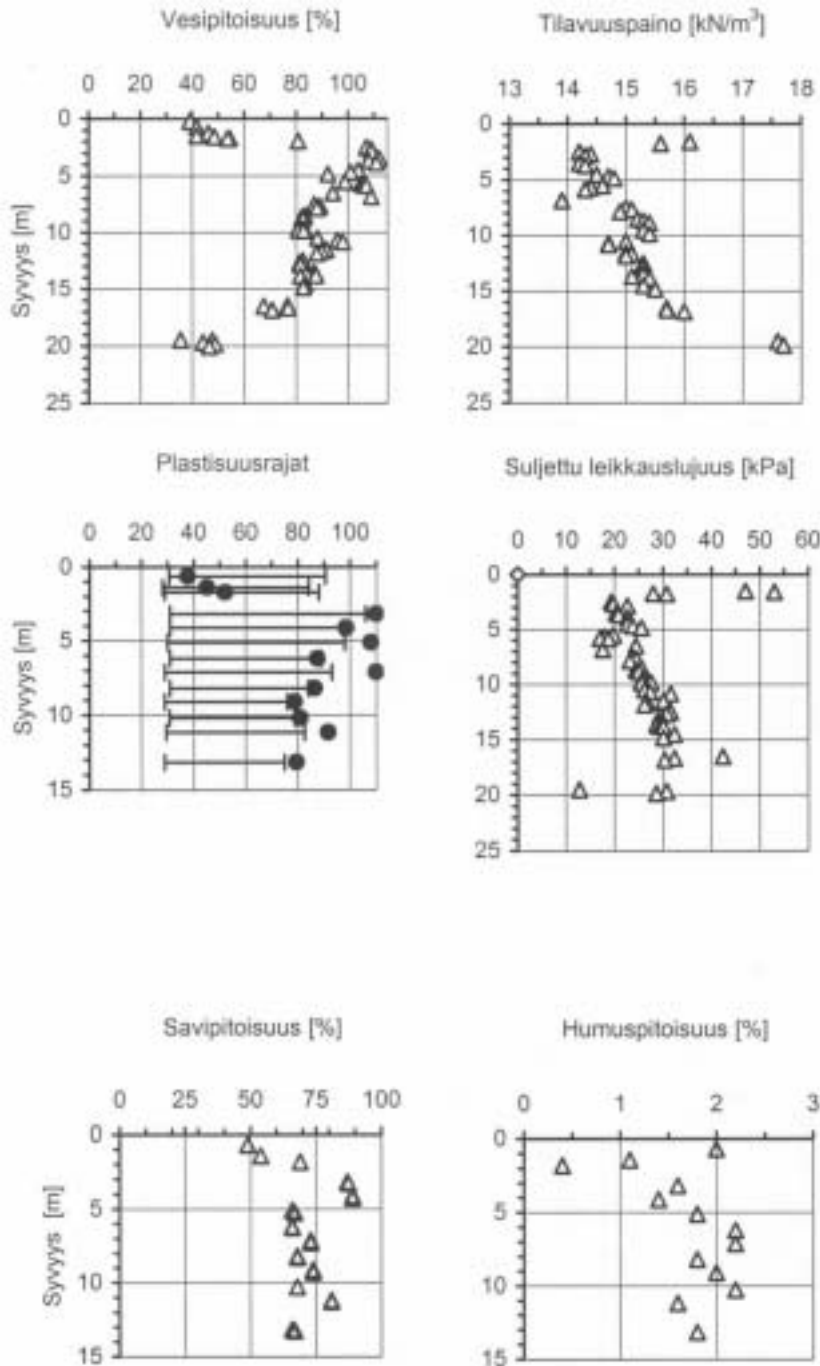 Vesipitoisuus [%]
0 20 40 60 80 100
0
5
10
15
20
25
Syvyys [m]
Tilavuuspaino [kN/m³]
13 14 15 16 17 18
0
5
10
15
20
25
Plastisuusrajat
0 20 40 60 80 100
0
5
10
15
Syvyys [m]
Suljettu leikkauslujuus [kPa]
0 10 20 30 40 50 60
0
5
10
15
20
25
Savipitoisuus [%]
0 25 50 75 100
0
5
10
15
Syvyys [m]
Humuspitoisuus [%]
0 1 2 3
0
5
10
15